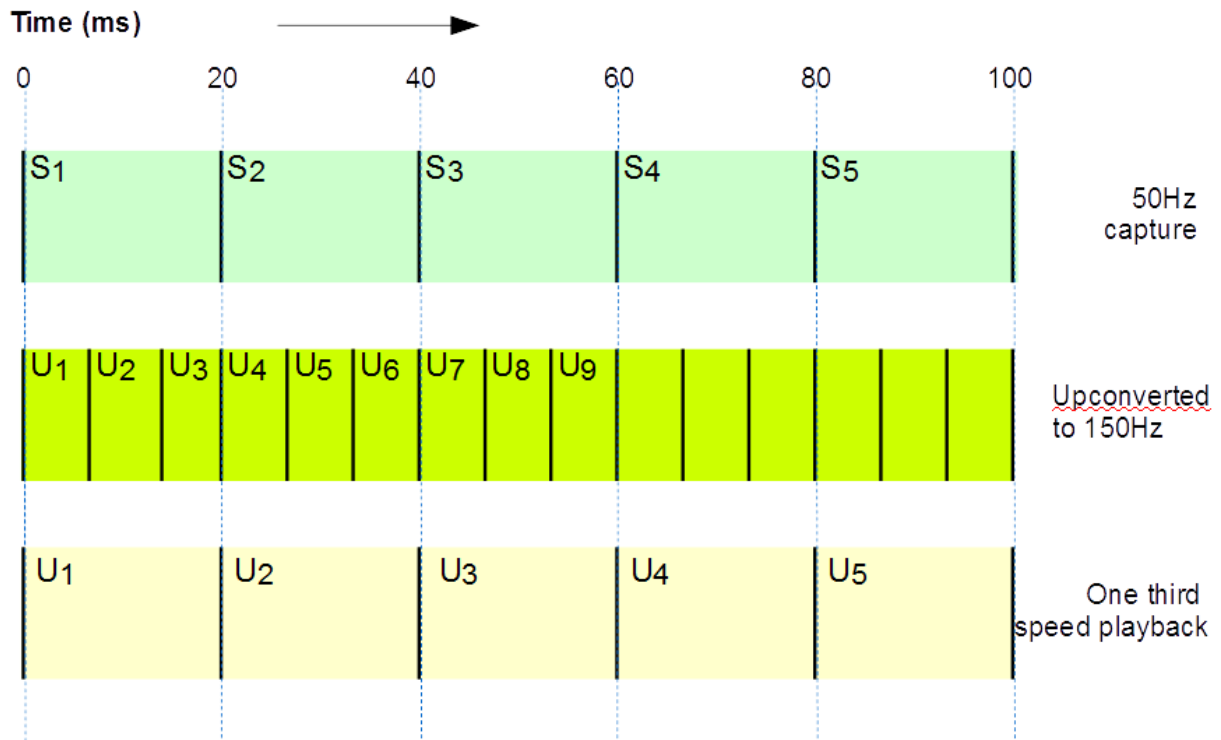 Time (ms)
0 20 40 60 80 100
S1 S2 S3 S4 S5
50Hz
capture
U1 U2 U3 U4 U5 U6 U7 U8 U9
Upconverted
to 150Hz
U1 U2 U3 U4 U5
One third
speed playback